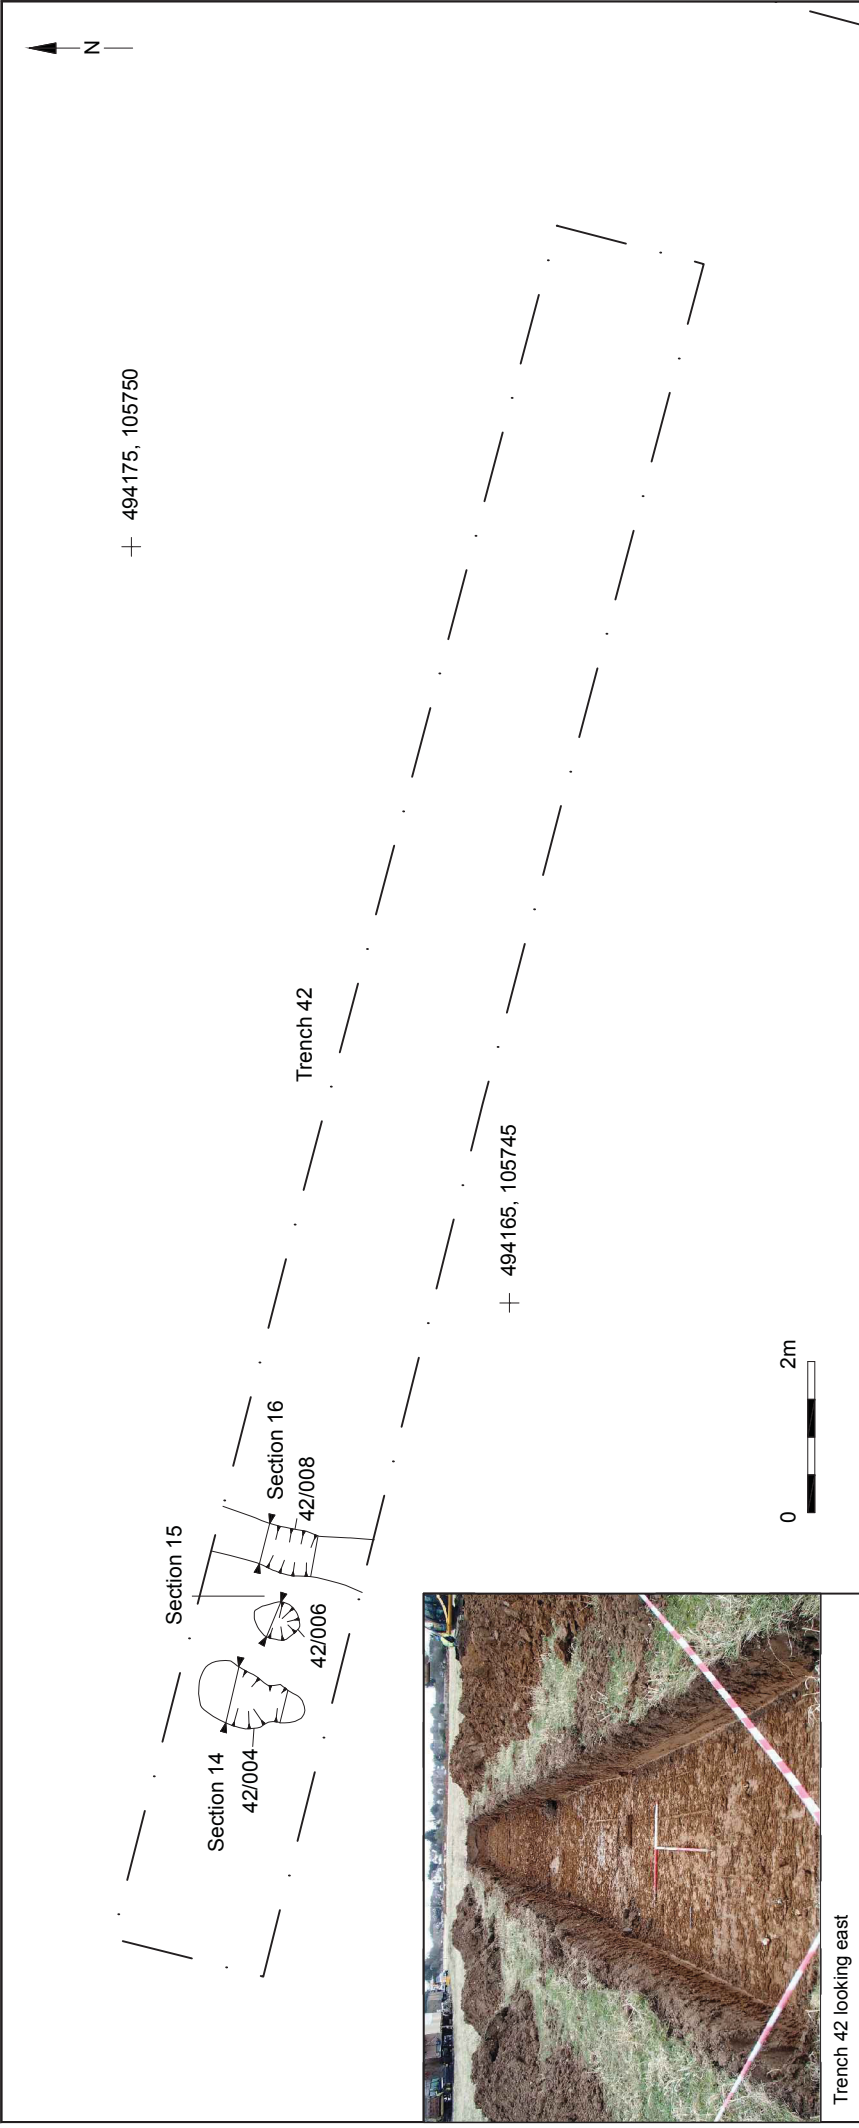 N
494175, 105750
Trench 42
494165, 105745
Section 15
Section 16
42/008
42/006
Section 14
42/004
0 2m
Trench 42 looking east